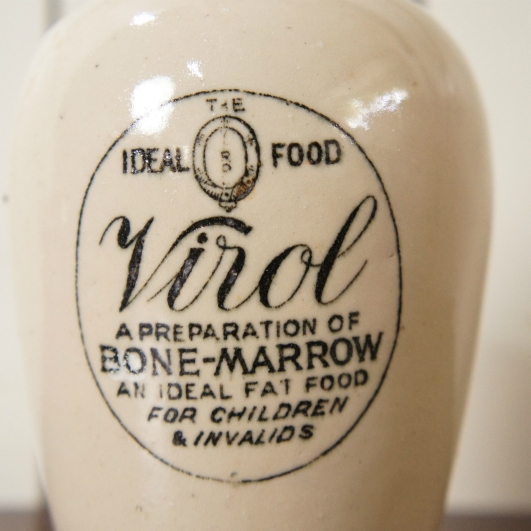 THE
IDEAL FOOD
Virol
A PREPARATION OF
BONE-MARROW
AN IDEAL FAT FOOD
FOR CHILDREN
& INVALIDS